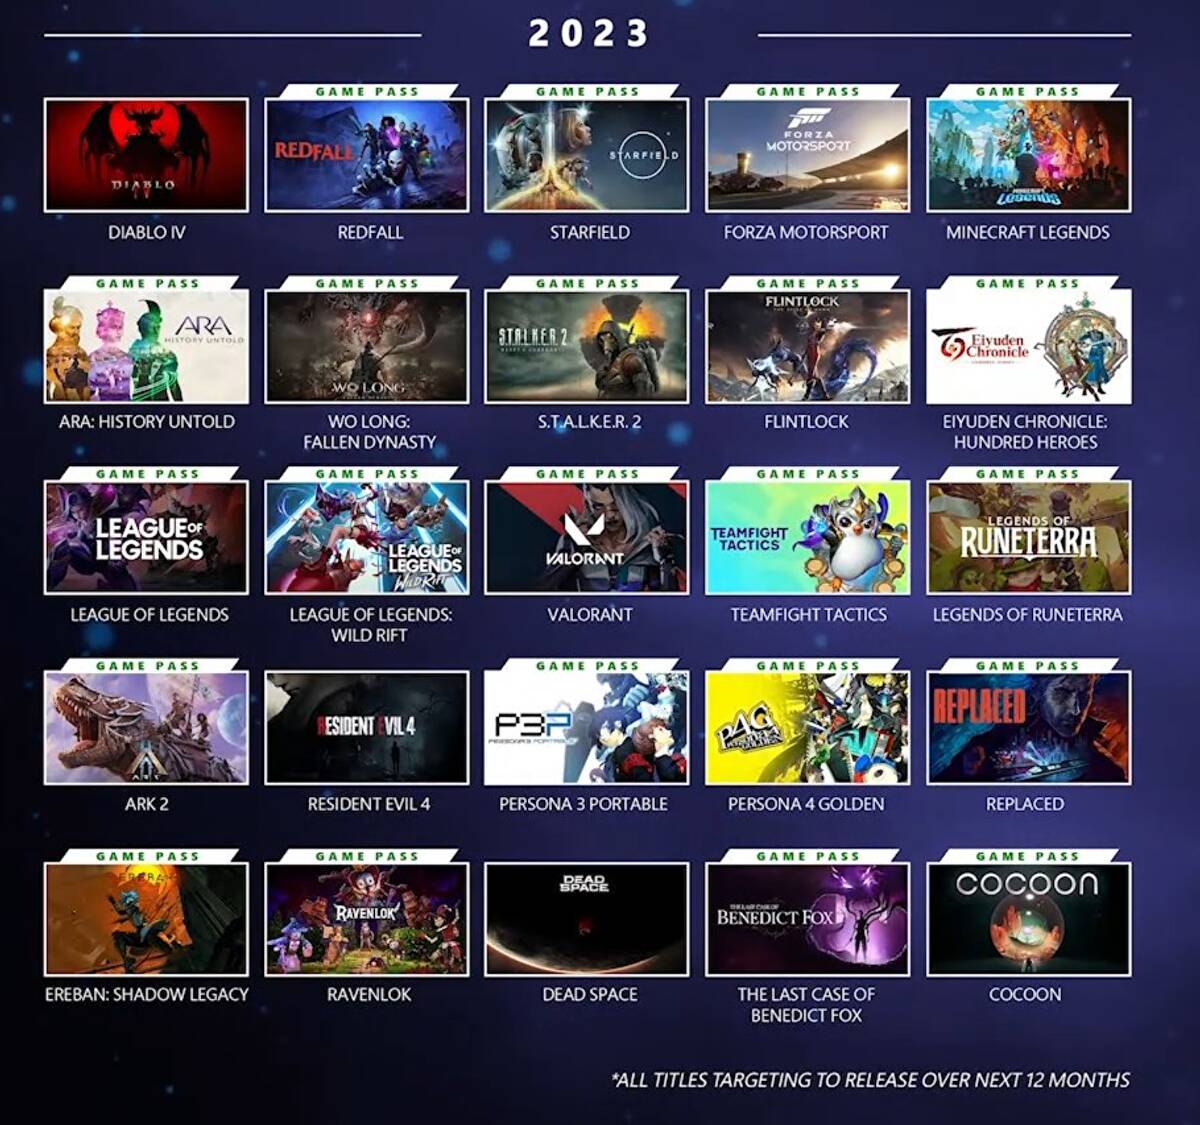 2023
GAME PASS
GAME PASS
GAME PASS
GAME PASS
DIABLO
IV
REDFALL
STARFIELD
FORZA
MOTORSPORT
MINECRAFT
Legends
DIABLO IV
REDFALL
STARFIELD
FORZA MOTORSPORT
MINECRAFT LEGENDS
GAME PASS
GAME PASS
GAME PASS
GAME PASS
GAME PASS
ARA
HISTORY UNTOLD
WO LONG
S.T.A.L.K.E.R. 2
FLINTLOCK
Eiyuden
Chronicle
ARA: HISTORY UNTOLD
WO LONG:
FALLEN DYNASTY
S.T.A.L.K.E.R. 2
FLINTLOCK
EIYUDEN CHRONICLE:
HUNDRED HEROES
GAME PASS
GAME PASS
GAME PASS
GAME PASS
GAME PASS
LEAGUE OF
LEGENDS
LEAGUE OF
LEGENDS
WILD RIFT
VALORANT
TEAMFIGHT
TACTICS
LEGENDS OF
RUNETERRA
LEAGUE OF LEGENDS
LEAGUE OF LEGENDS:
WILD RIFT
VALORANT
TEAMFIGHT TACTICS
LEGENDS OF RUNETERRA
GAME PASS
GAME PASS
GAME PASS
GAME PASS
ARK
RESIDENT EVIL 4
P3P
PERSONA3 PORTABLE
P4G
PERSONA4
GOLDEN
REPLACED
ARK 2
RESIDENT EVIL 4
PERSONA 3 PORTABLE
PERSONA 4 GOLDEN
REPLACED
GAME PASS
GAME PASS
GAME PASS
GAME PASS
EREBAN
RAVENLOK
DEAD
SPACE
THE LAST CASE OF
BENEDICT FOX
COCOON
EREBAN: SHADOW LEGACY
RAVENLOK
DEAD SPACE
THE LAST CASE OF
BENEDICT FOX
COCOON
*ALL TITLES TARGETING TO RELEASE OVER NEXT 12 MONTHS